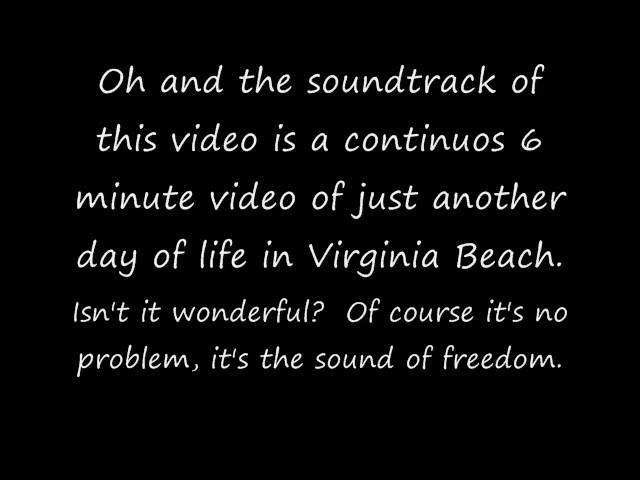 Oh and the soundtrack of
this video is a continuos 6
minute video of just another
day of life in Virginia Beach.
Isn't it wonderful?  Of course it's no
problem, it's the sound of freedom.